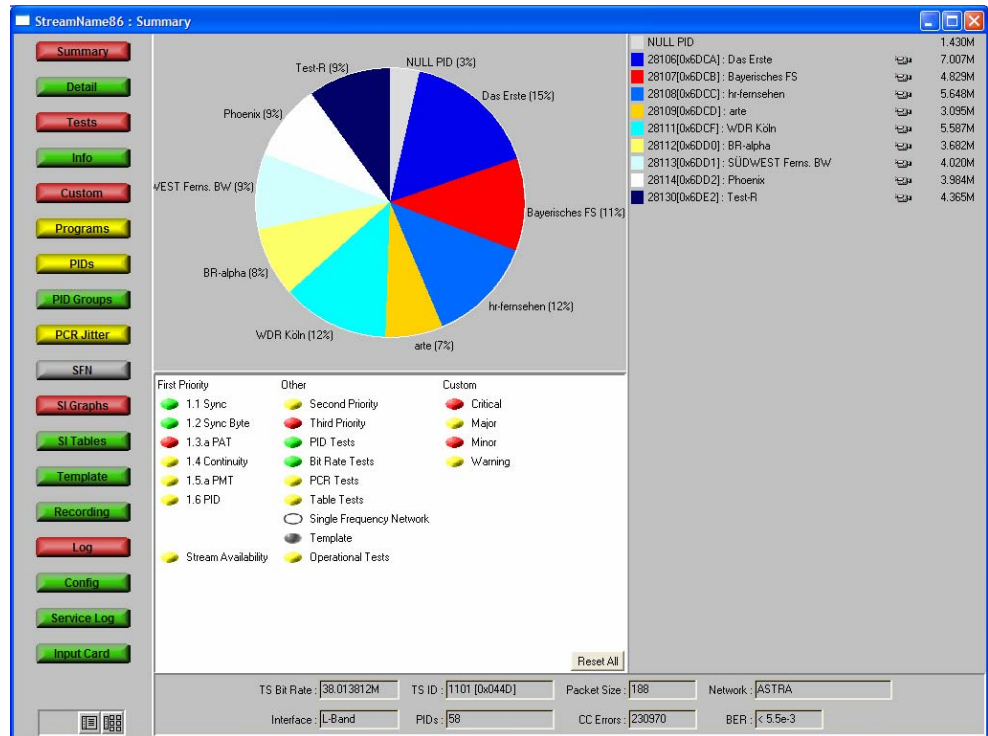 StreamName86 : Summary
Summary
Detail
Tests
Info
Custom
Programs
PIDs
PID Groups
PCR Jitter
SFN
SI Graphs
SI Tables
Template
Recording
Log
Config
Service Log
Input Card
NULL PID (3%)
Das Erste (15%)
Bayerisches FS (11%)
hr-fernsehen (12%)
arte (7%)
WDR Köln (12%)
BR-alpha (8%)
WEST Ferns. BW (9%)
Phoenix (9%)
Test-R (9%)
NULL PID 1.430M
28106[0x6DCA] : Das Erste 7.007M
28107[0x6DCB] : Bayerisches FS 4.829M
28108[0x6DCC] : hr-fernsehen 5.648M
28109[0x6DCD] : arte 3.095M
28111[0x6DCF] : WDR Köln 5.587M
28112[0x6DD0] : BR-alpha 3.682M
28113[0x6DD1] : SÜDWEST Ferns. BW 4.020M
28114[0x6DD2] : Phoenix 3.984M
28130[0x6DE2] : Test-R 4.365M
First Priority
1.1 Sync
1.2 Sync Byte
1.3.a PAT
1.4 Continuity
1.5.a PMT
1.6 PID
Stream Availability
Other
Second Priority
Third Priority
PID Tests
Bit Rate Tests
PCR Tests
Table Tests
Single Frequency Network
Template
Operational Tests
Custom
Critical
Major
Minor
Warning
Reset All
TS Bit Rate : 38.013812M TS ID : 1101 [0x044D] Packet Size : 188 Network : ASTRA
Interface : L-Band PIDs : 58 CC Errors : 230970 BER : < 5.5e-3